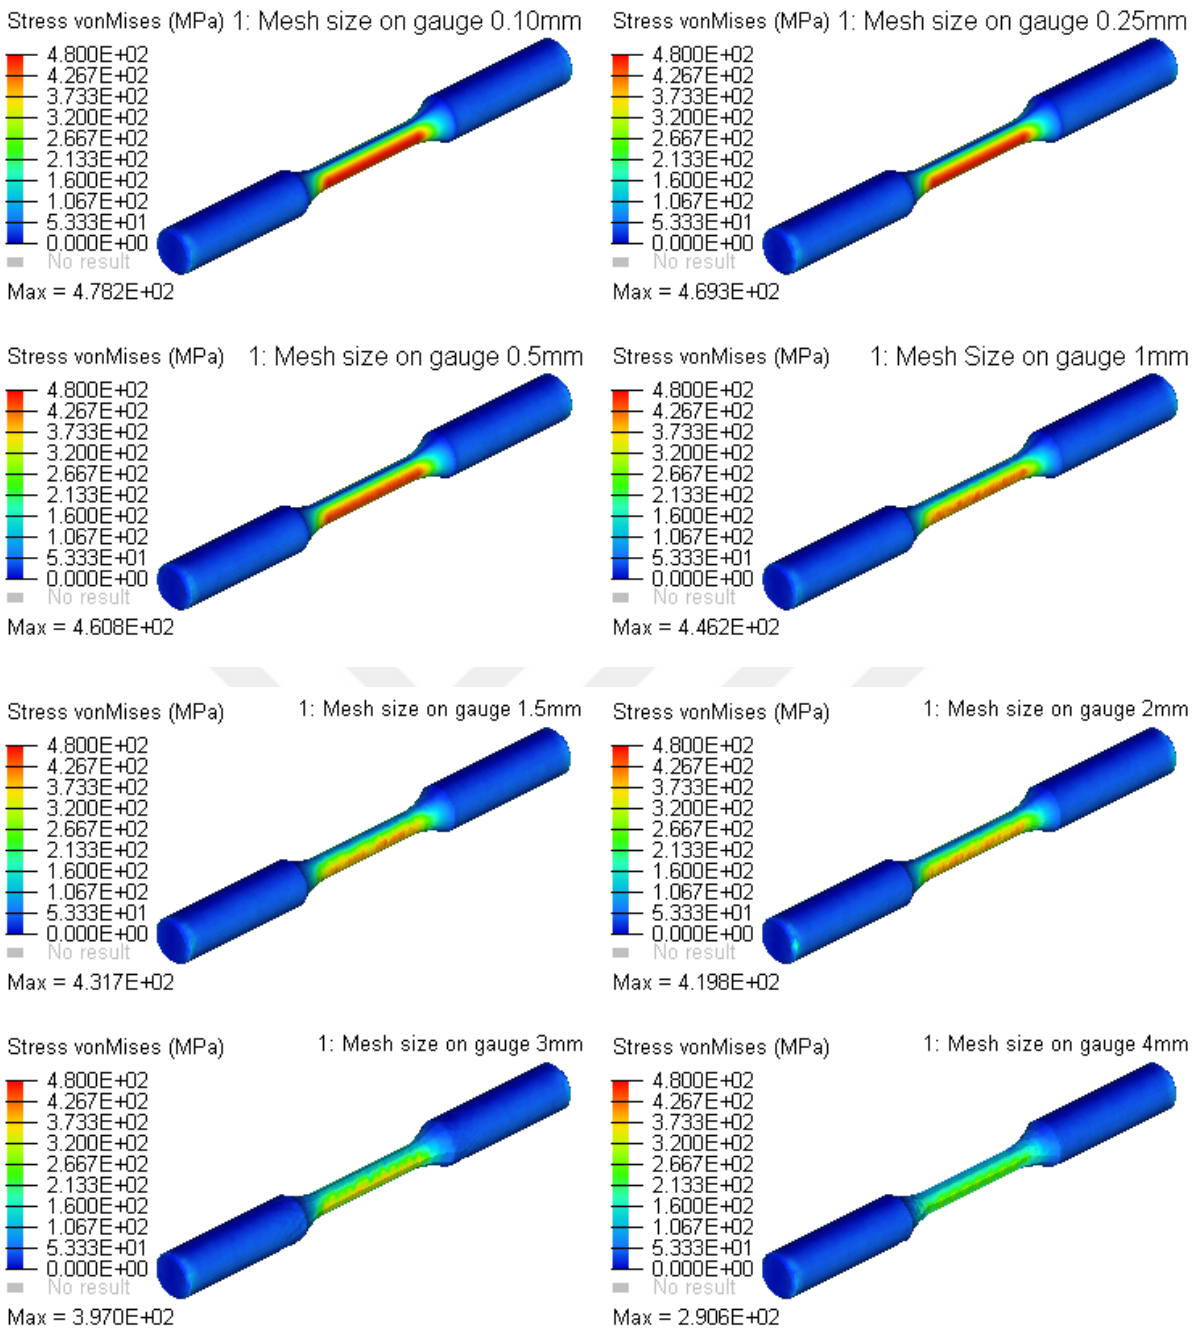 Stress vonMises (MPa) 1: Mesh size on gauge 0.10mm
4.800E+02
4.267E+02
3.733E+02
3.200E+02
2.667E+02
2.133E+02
1.600E+02
1.067E+02
5.333E+01
0.000E+00
No result
Max = 4.782E+02
Stress vonMises (MPa) 1: Mesh size on gauge 0.25mm
4.800E+02
4.267E+02
3.733E+02
3.200E+02
2.667E+02
2.133E+02
1.600E+02
1.067E+02
5.333E+01
0.000E+00
No result
Max = 4.693E+02
Stress vonMises (MPa) 1: Mesh size on gauge 0.5mm
4.800E+02
4.267E+02
3.733E+02
3.200E+02
2.667E+02
2.133E+02
1.600E+02
1.067E+02
5.333E+01
0.000E+00
No result
Max = 4.608E+02
Stress vonMises (MPa) 1: Mesh Size on gauge 1mm
4.800E+02
4.267E+02
3.733E+02
3.200E+02
2.667E+02
2.133E+02
1.600E+02
1.067E+02
5.333E+01
0.000E+00
No result
Max = 4.462E+02
Stress vonMises (MPa) 1: Mesh size on gauge 1.5mm
4.800E+02
4.267E+02
3.733E+02
3.200E+02
2.667E+02
2.133E+02
1.600E+02
1.067E+02
5.333E+01
0.000E+00
No result
Max = 4.317E+02
Stress vonMises (MPa) 1: Mesh size on gauge 2mm
4.800E+02
4.267E+02
3.733E+02
3.200E+02
2.667E+02
2.133E+02
1.600E+02
1.067E+02
5.333E+01
0.000E+00
No result
Max = 4.198E+02
Stress vonMises (MPa) 1: Mesh size on gauge 3mm
4.800E+02
4.267E+02
3.733E+02
3.200E+02
2.667E+02
2.133E+02
1.600E+02
1.067E+02
5.333E+01
0.000E+00
No result
Max = 3.970E+02
Stress vonMises (MPa) 1: Mesh size on gauge 4mm
4.800E+02
4.267E+02
3.733E+02
3.200E+02
2.667E+02
2.133E+02
1.600E+02
1.067E+02
5.333E+01
0.000E+00
No result
Max = 2.906E+02